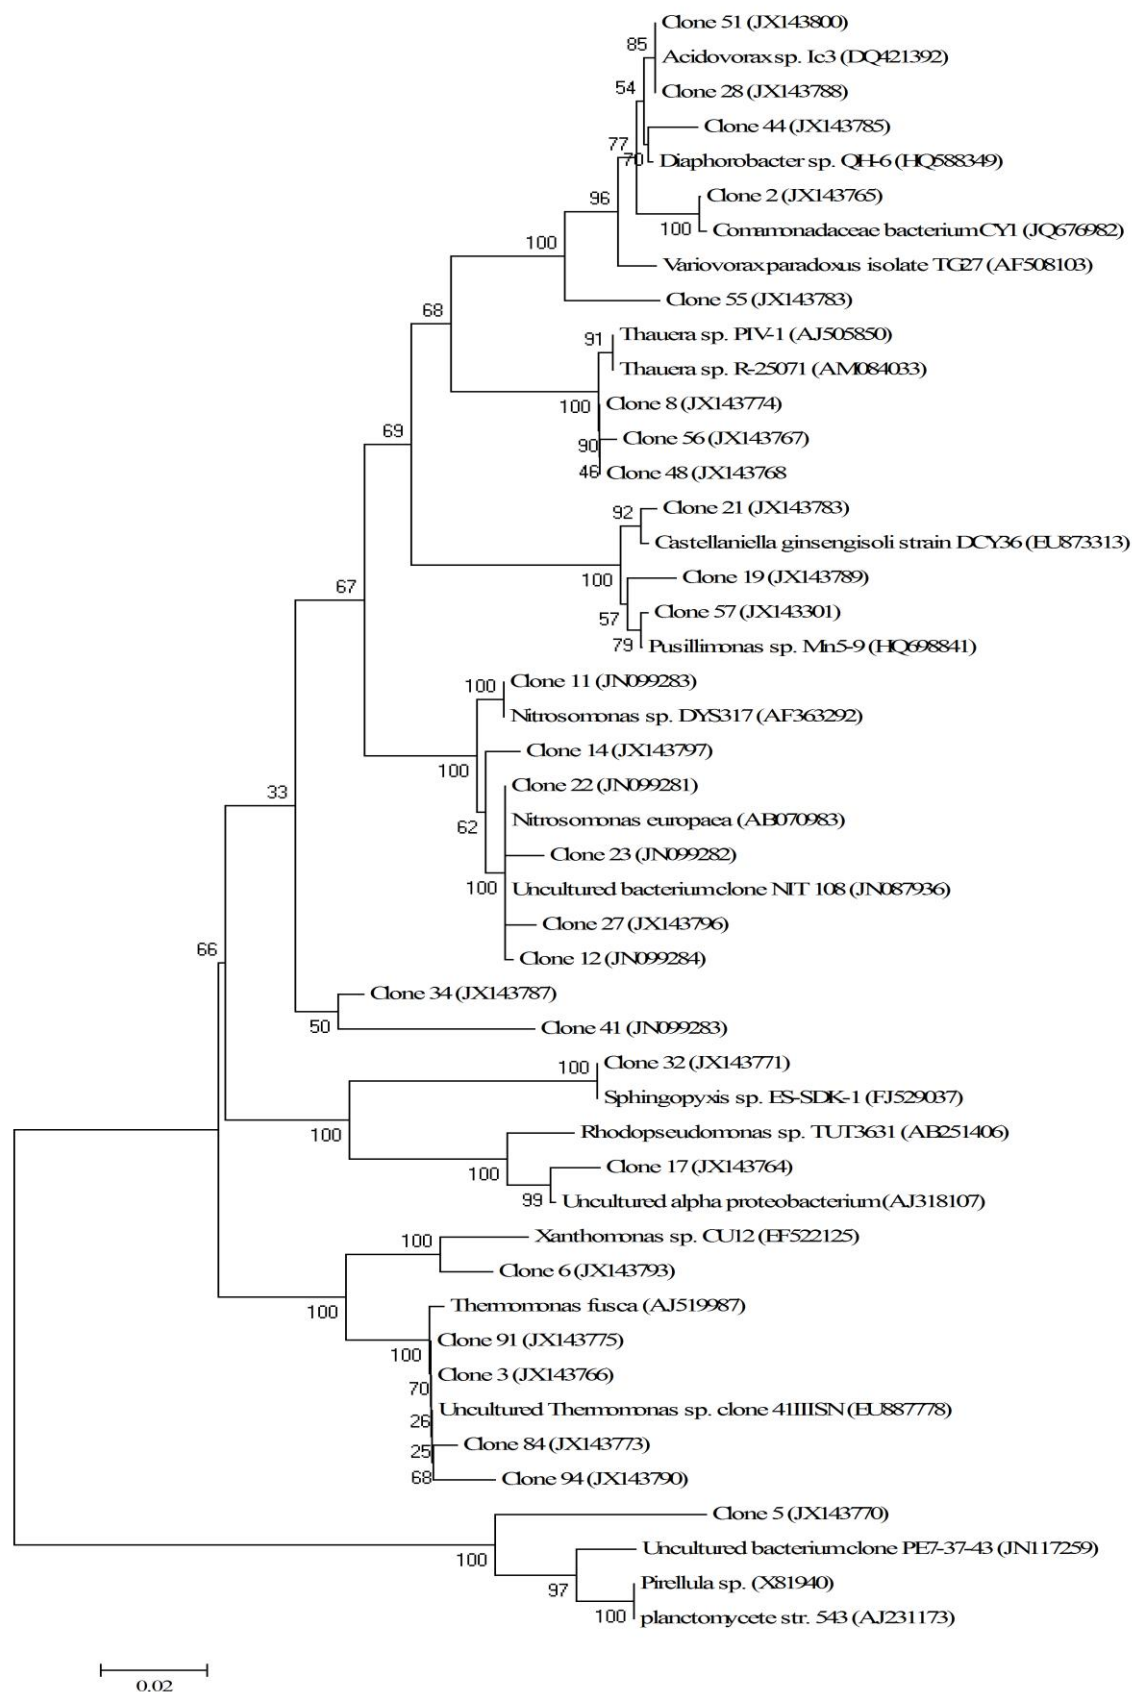 Clone 51 (JX143800)
85
Acidovorax sp. Ic3 (DQ421392)
54
Clone 28 (JX143788)
Clone 44 (JX143785)
77
70
Diaphorobacter sp. QH-6 (HQ588349)
96
Clone 2 (JX143765)
100
Comamonadaceae bacterium CY1 (JQ676982)
100
Variovorax paradoxus isolate TG27 (AF508103)
Clone 55 (JX143783)
68
91
Thauera sp. PIV-1 (AJ505850)
Thauera sp. R-25071 (AM084033)
100
Clone 8 (JX143774)
69
90
Clone 56 (JX143767)
46
Clone 48 (JX143768
92
Clone 21 (JX143783)
Castellaniella ginsengisoli strain DCY36 (EU873313)
100
Clone 19 (JX143789)
67
57
Clone 57 (JX143301)
79
Pusillimonas sp. Mn5-9 (HQ698841)
100
Clone 11 (JN099283)
Nitrosomonas sp. DYS317 (AF363292)
100
Clone 14 (JX143797)
Clone 22 (JN099281)
33
62
Nitrosomonas europaea (AB070983)
Clone 23 (JN099282)
100
Uncultured bacterium clone NIT 108 (JN087936)
Clone 27 (JX143796)
66
Clone 12 (JN099284)
Clone 34 (JX143787)
50
Clone 41 (JN099283)
100
Clone 32 (JX143771)
Sphingopyxis sp. ES-SDK-1 (FJ529037)
100
Rhodopseudomonas sp. TUT3631 (AB251406)
100
Clone 17 (JX143764)
99
Uncultured alpha proteobacterium (AJ318107)
100
Xanthomonas sp. CU12 (EF522125)
Clone 6 (JX143793)
100
Thermomonas fusca (AJ519987)
Clone 91 (JX143775)
100
Clone 3 (JX143766)
70
Uncultured Thermomonas sp. clone 41IIISN (EU887778)
26
Clone 84 (JX143773)
25
68
Clone 94 (JX143790)
Clone 5 (JX143770)
100
Uncultured bacterium clone PE7-37-43 (JN117259)
97
Pirellula sp. (X81940)
100
planctomycete str. 543 (AJ231173)
0.02